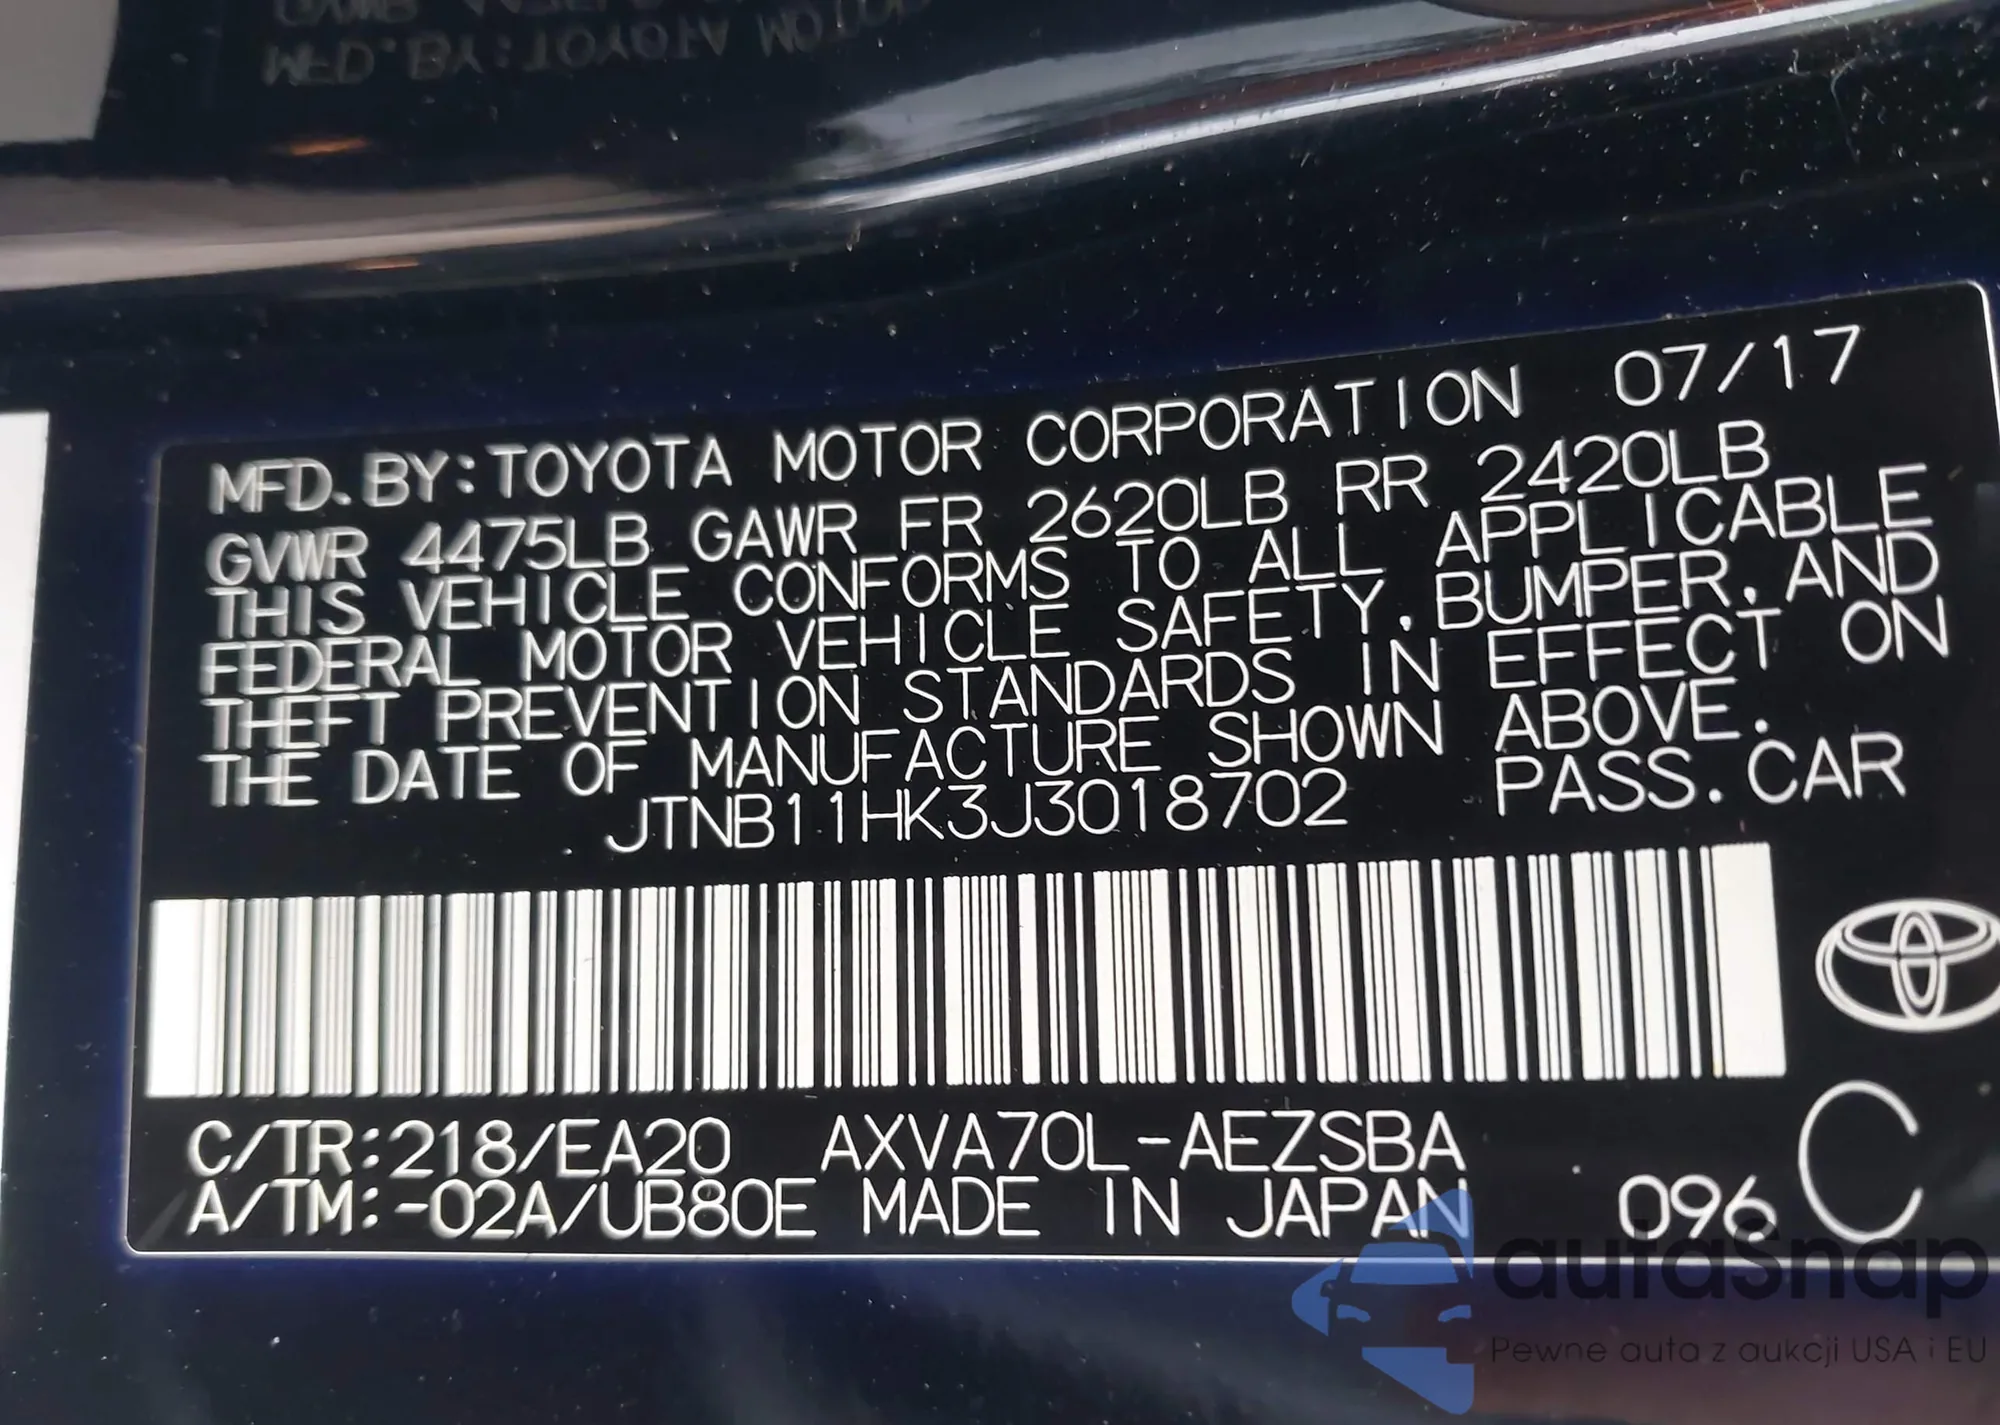 MFD. BY: TOYOTA MOTOR CORPORATION 07/17
GVWR 4475LB GAWR FR 2620LB RR 2420LB
THIS VEHICLE CONFORMS TO ALL APPLICABLE
FEDERAL MOTOR VEHICLE SAFETY, BUMPER, AND
THEFT PREVENTION STANDARDS IN EFFECT ON
THE DATE OF MANUFACTURE SHOWN ABOVE.
JTNB11HK3J3018702 PASS. CAR
C/TR:218/EA20 AXVA70L-AEZSBA
A/TM:-02A/UB80E MADE IN JAPAN 096 C
autaSnap
Pewne auta z aukcji USA i EU